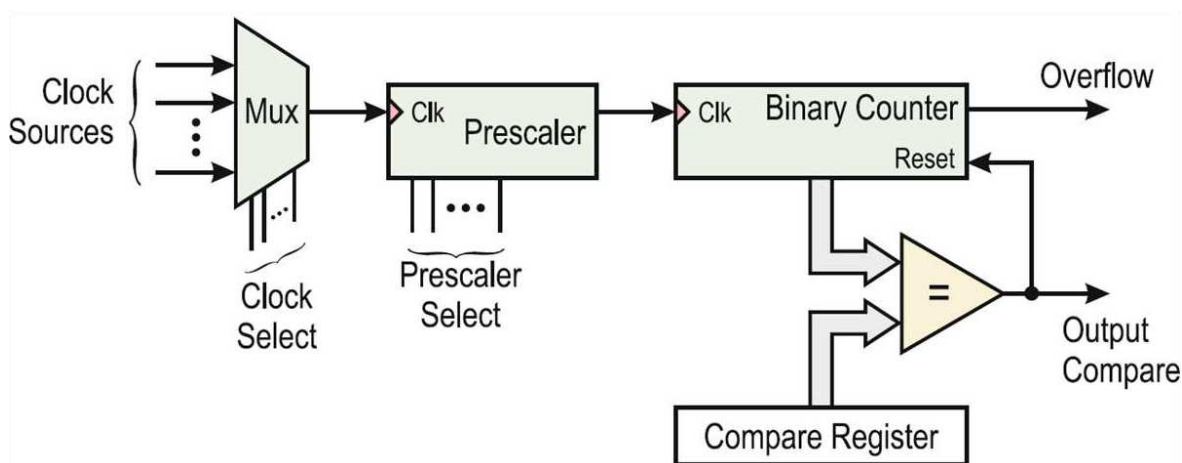 Clock
Sources
Mux
Clk
Prescaler
Clk
Binary Counter
Reset
Overflow
Clock
Select
Prescaler
Select
=
Output
Compare
Compare Register